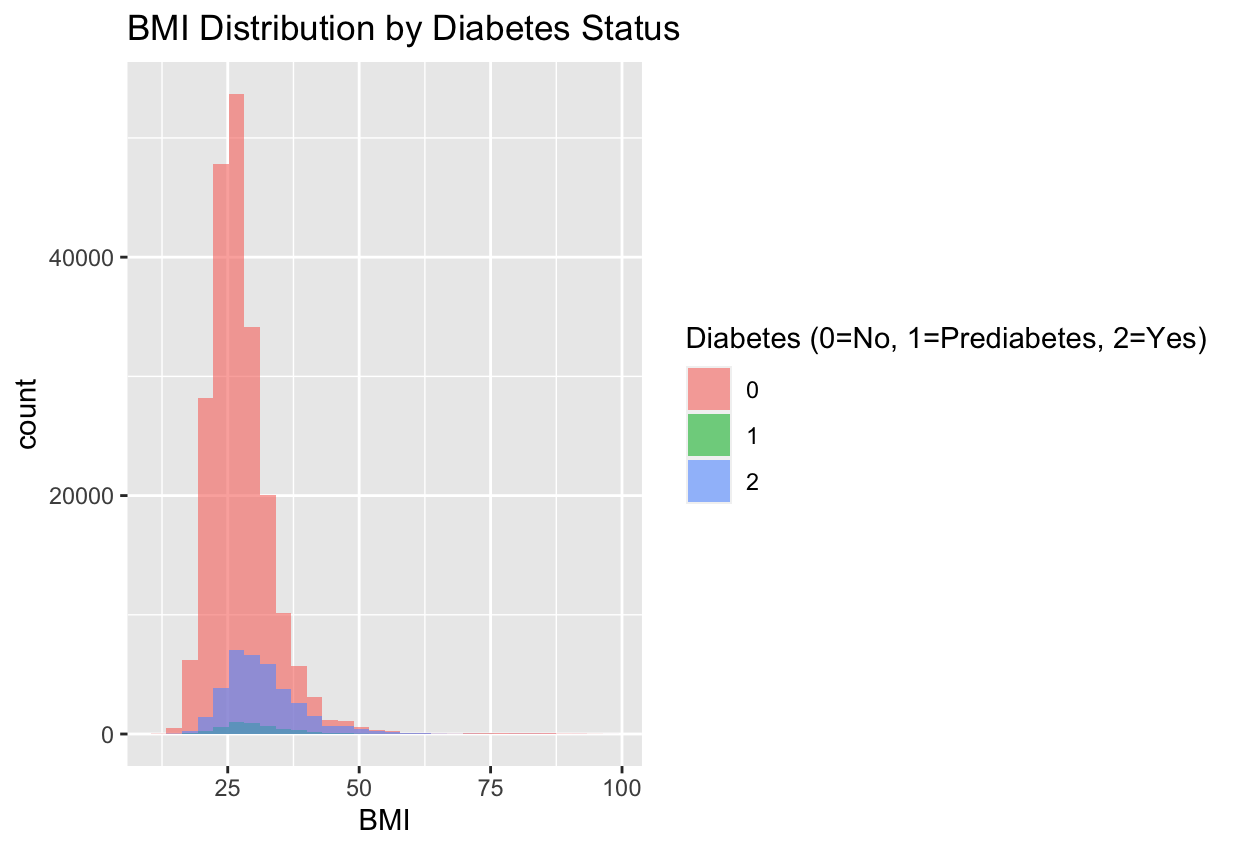 BMI Distribution by Diabetes Status
count
40000
20000
0
25 50 75 100
BMI
Diabetes (0=No, 1=Prediabetes, 2=Yes)
0
1
2